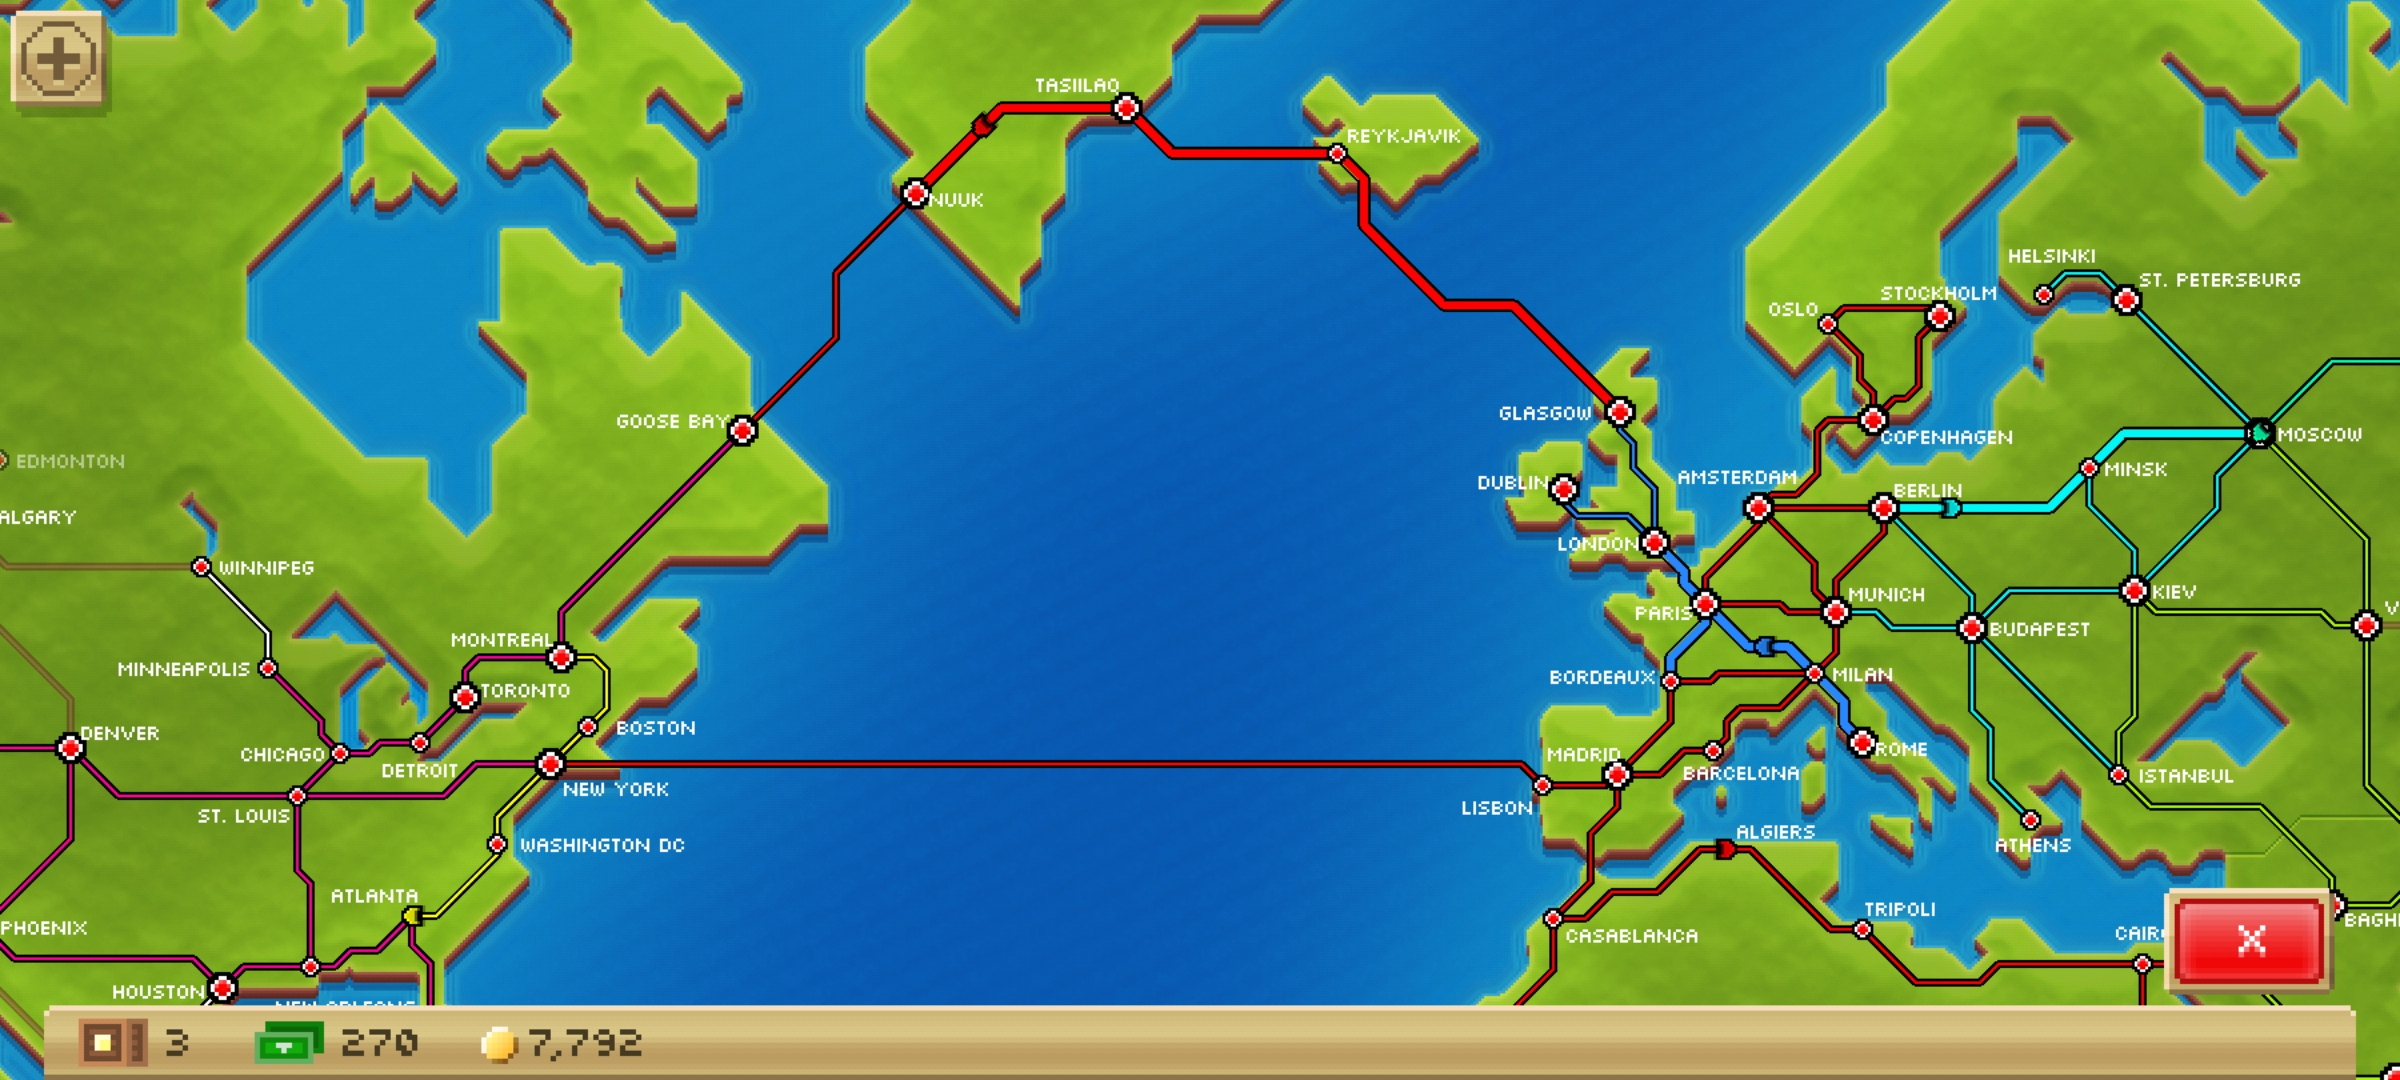 TASIILAQ
REYKJAVIK
NUUK
HELSINKI
ST. PETERSBURG
STOCKHOLM
OSLO
GOOSE BAY
GLASGOW
COPENHAGEN
MOSCOW
EDMONTON
MINSK
AMSTERDAM
DUBLIN
BERLIN
ALGARY
LONDON
WINNIPEG
MUNICH
KIEV
V
PARIS
BUDAPEST
MONTREAL
MINNEAPOLIS
BORDEAUX
MILAN
TORONTO
BOSTON
DENVER
CHICAGO
ROME
MADRID
DETROIT
BARCELONA
ISTANBUL
NEW YORK
LISBON
ST. LOUIS
ALGIERS
WASHINGTON DC
ATHENS
ATLANTA
TRIPOLI
BAGH
PHOENIX
CASABLANCA
CAIRO
HOUSTON
NEW ORLEANS
3
270
7,792